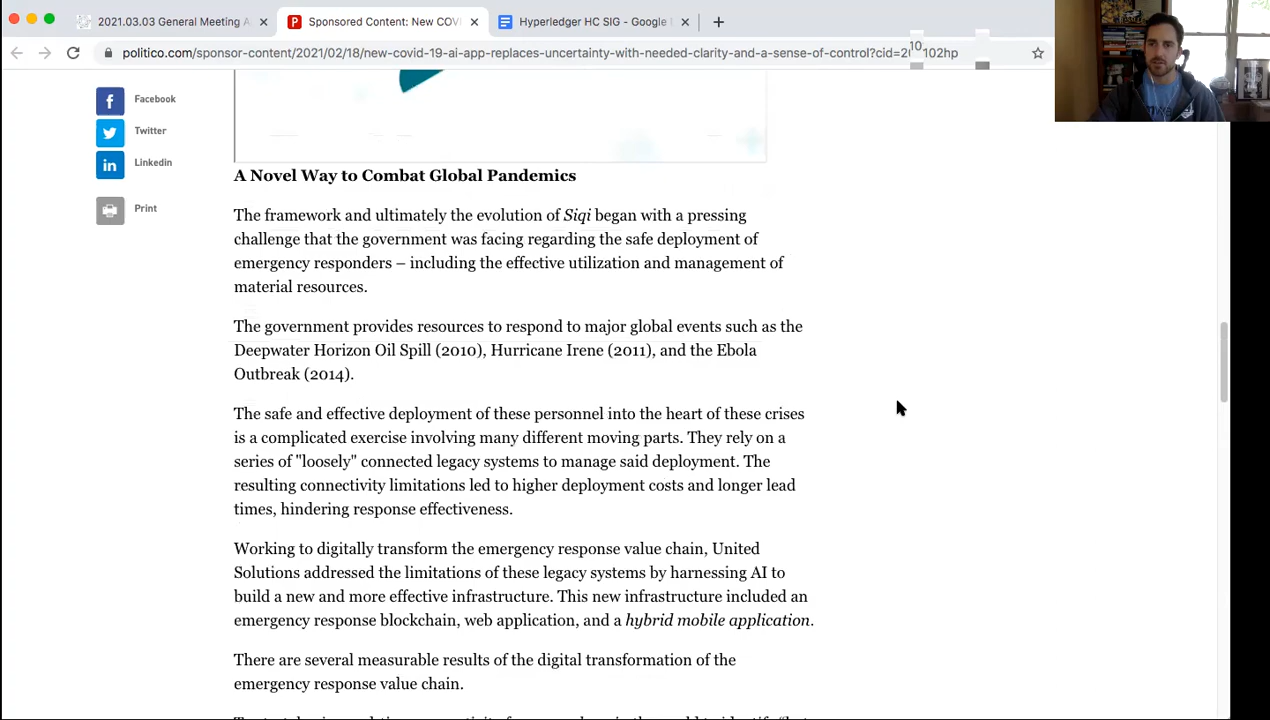 2021.03.03 General Meeting A
Sponsored Content: New COV
Hyperledger HC SIG - Google
politico.com/sponsor-content/2021/02/18/new-covid-19-ai-app-replaces-uncertainty-with-needed-clarity-and-a-sense-of-control?cid=2 102hp
10
Facebook
Twitter
Linkedin
Print
A Novel Way to Combat Global Pandemics
The framework and ultimately the evolution of Siqi began with a pressing
challenge that the government was facing regarding the safe deployment of
emergency responders – including the effective utilization and management of
material resources.
The government provides resources to respond to major global events such as the
Deepwater Horizon Oil Spill (2010), Hurricane Irene (2011), and the Ebola
Outbreak (2014).
The safe and effective deployment of these personnel into the heart of these crises
is a complicated exercise involving many different moving parts. They rely on a
series of "loosely" connected legacy systems to manage said deployment. The
resulting connectivity limitations led to higher deployment costs and longer lead
times, hindering response effectiveness.
Working to digitally transform the emergency response value chain, United
Solutions addressed the limitations of these legacy systems by harnessing AI to
build a new and more effective infrastructure. This new infrastructure included an
emergency response blockchain, web application, and a hybrid mobile application.
There are several measurable results of the digital transformation of the
emergency response value chain.